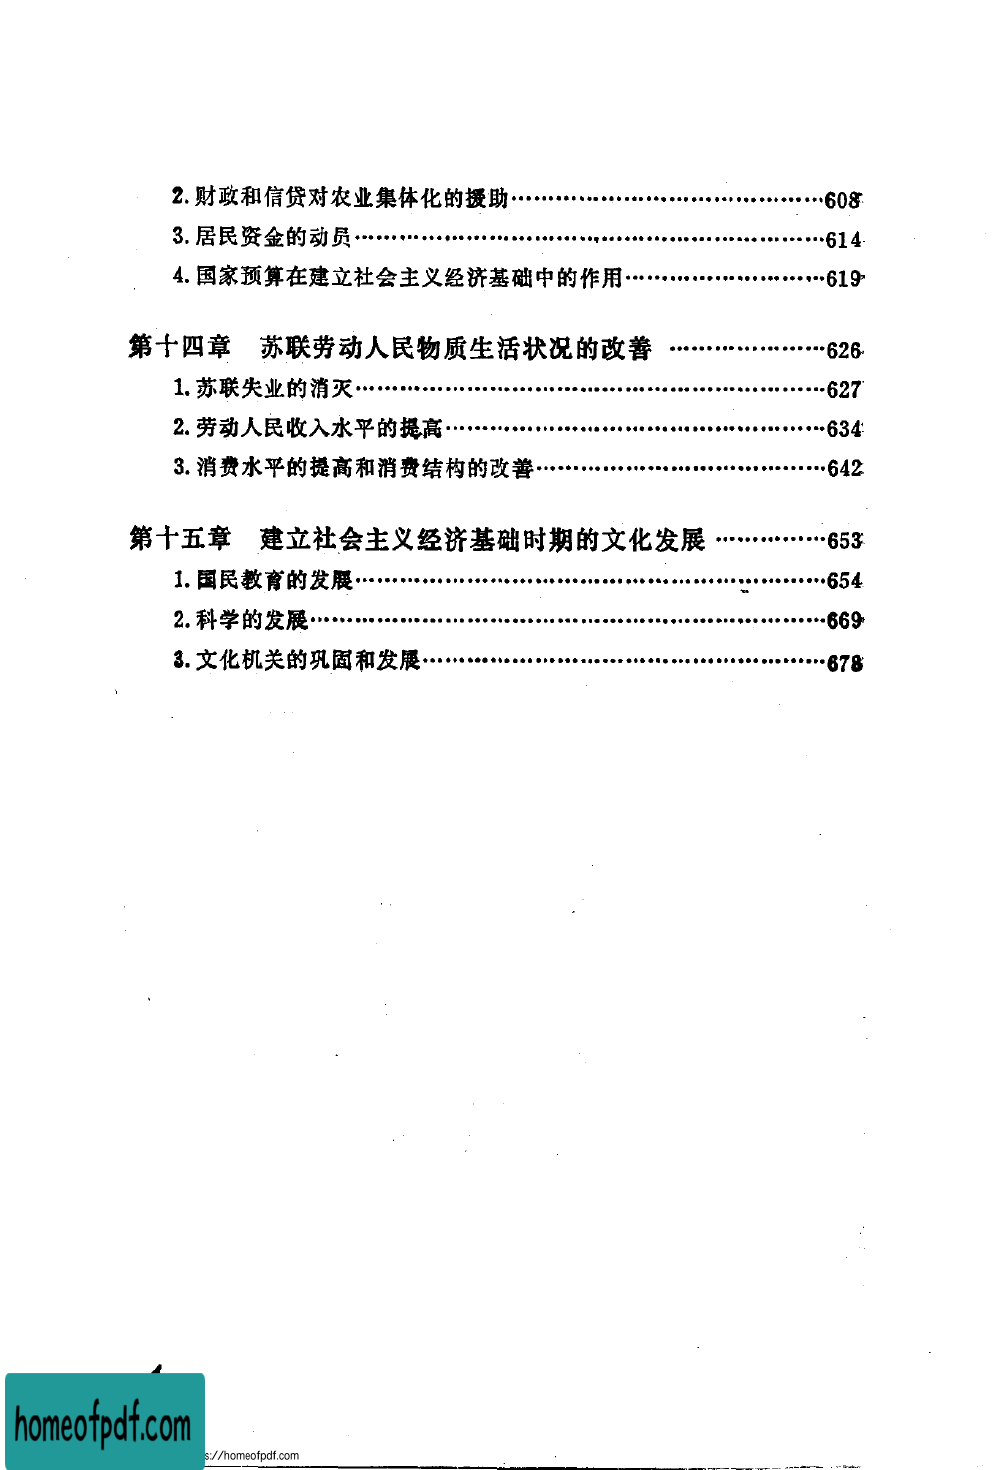 2.财政和信贷对农业集体化的援助……………………………………608
3.居民资金的动员………………………………………………………614
4.国家预算在建立社会主义经济基础中的作用………………………619
第十四章　苏联劳动人民物质生活状况的改善 …………………626
1.苏联失业的消灭………………………………………………………627
2.劳动人民收入水平的提高……………………………………………634
3.消费水平的提高和消费结构的改善…………………………………642
第十五章　建立社会主义经济基础时期的文化发展 ……………653
1.国民教育的发展………………………………………………………654
2.科学的发展……………………………………………………………669
3.文化机关的巩固和发展………………………………………………678
homeofpdf.com
s://homeofpdf.com